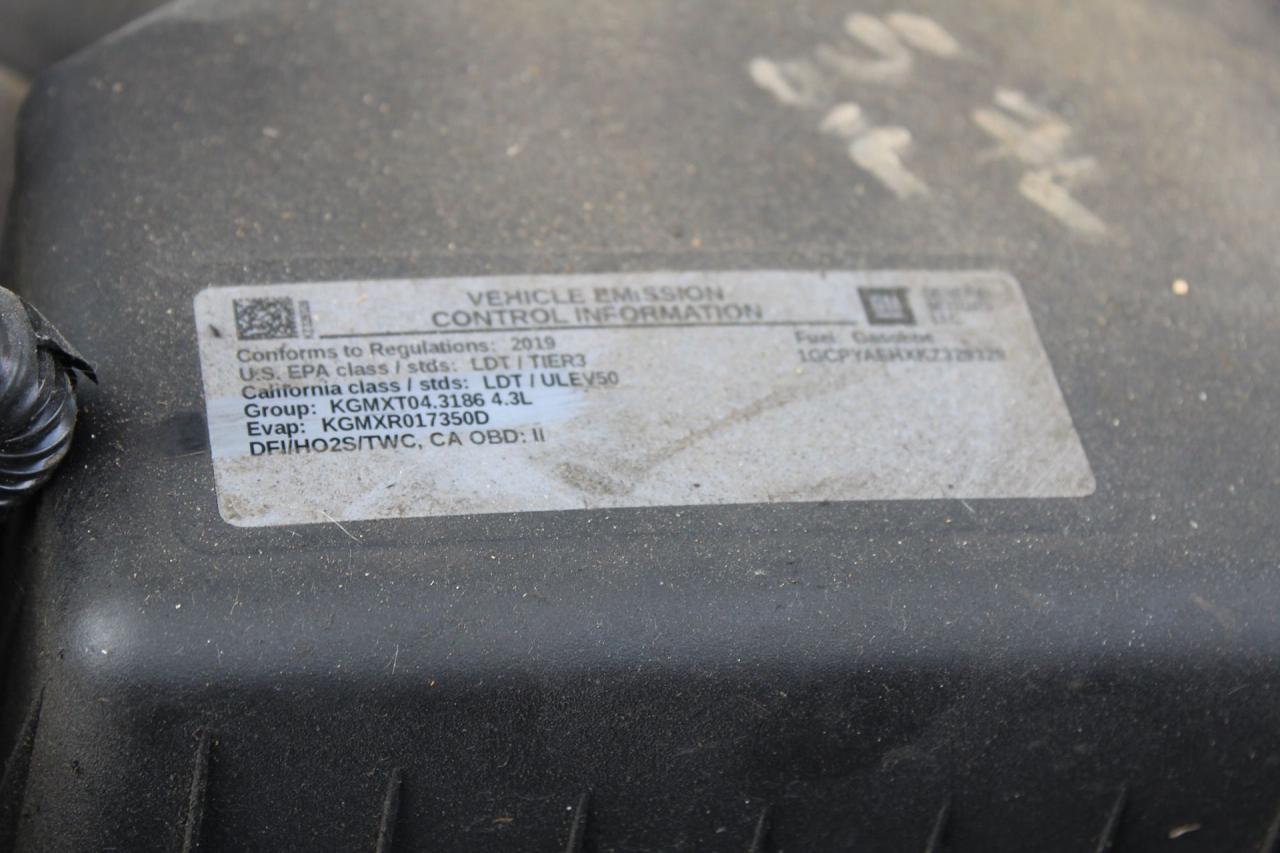 VEHICLE EMISSION
CONTROL INFORMATION
GM
Conforms to Regulations: 2019
Fuel: Gasoline
U.S. EPA class / stds: LDT / TIER3
California class / stds: LDT / ULEV50
Group: KGMXT04.3186 4.3L
Evap: KGMXR017350D
DFI/HO2S/TWC, CA OBD: II